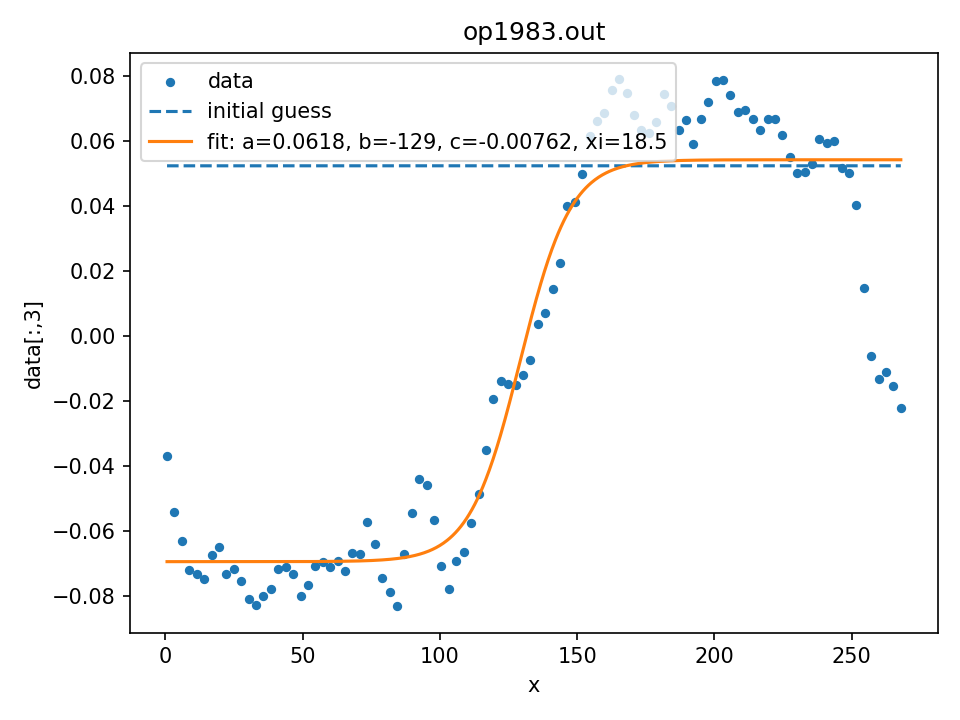 op1983.out
data
initial guess
fit: a=0.0618, b=-129, c=-0.00762, xi=18.5
0.08
0.06
0.04
0.02
0.00
−0.02
−0.04
−0.06
−0.08
data[:,3]
0
50
100
150
200
250
x